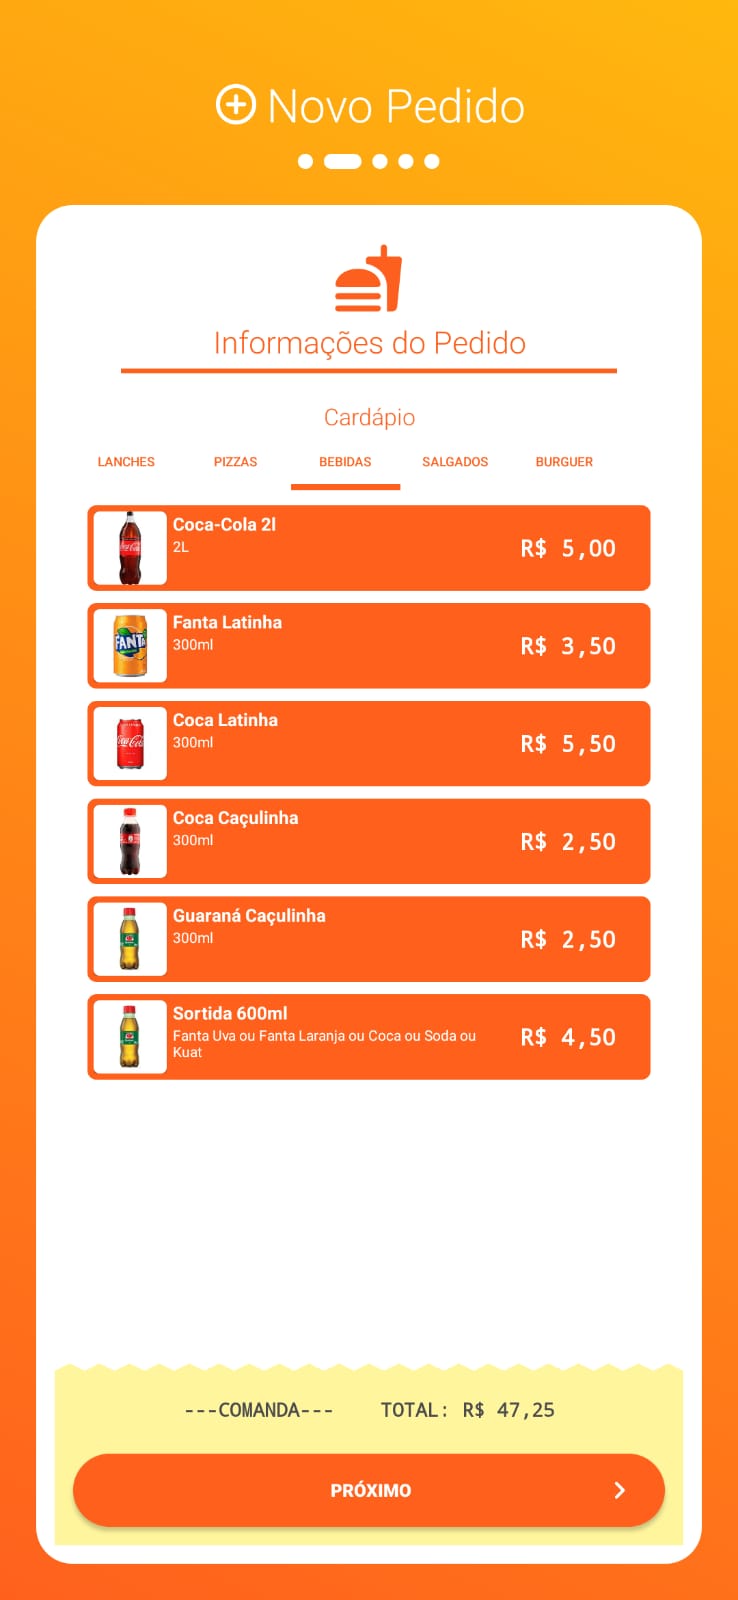 Novo Pedido
Informações do Pedido
Cardápio
LANCHES PIZZAS BEBIDAS SALGADOS BURGUER
Coca-Cola 2l
2L
R$ 5,00
FANTA
Fanta Latinha
300ml
R$ 3,50
Coca-Cola
Coca Latinha
300ml
R$ 5,50
Coca Caçulinha
300ml
R$ 2,50
Guaraná Caçulinha
300ml
R$ 2,50
Sortida 600ml
Fanta Uva ou Fanta Laranja ou Coca ou Soda ou
Kuat
R$ 4,50
---COMANDA--- TOTAL: R$ 47,25
PRÓXIMO